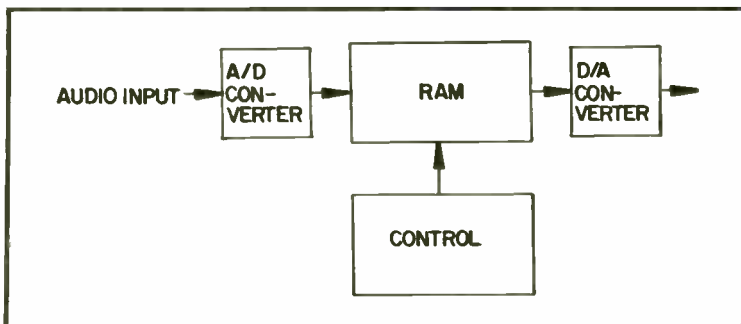 AUDIO INPUT
A/D
CON-
VERTER
RAM
D/A
CON-
VERTER
CONTROL